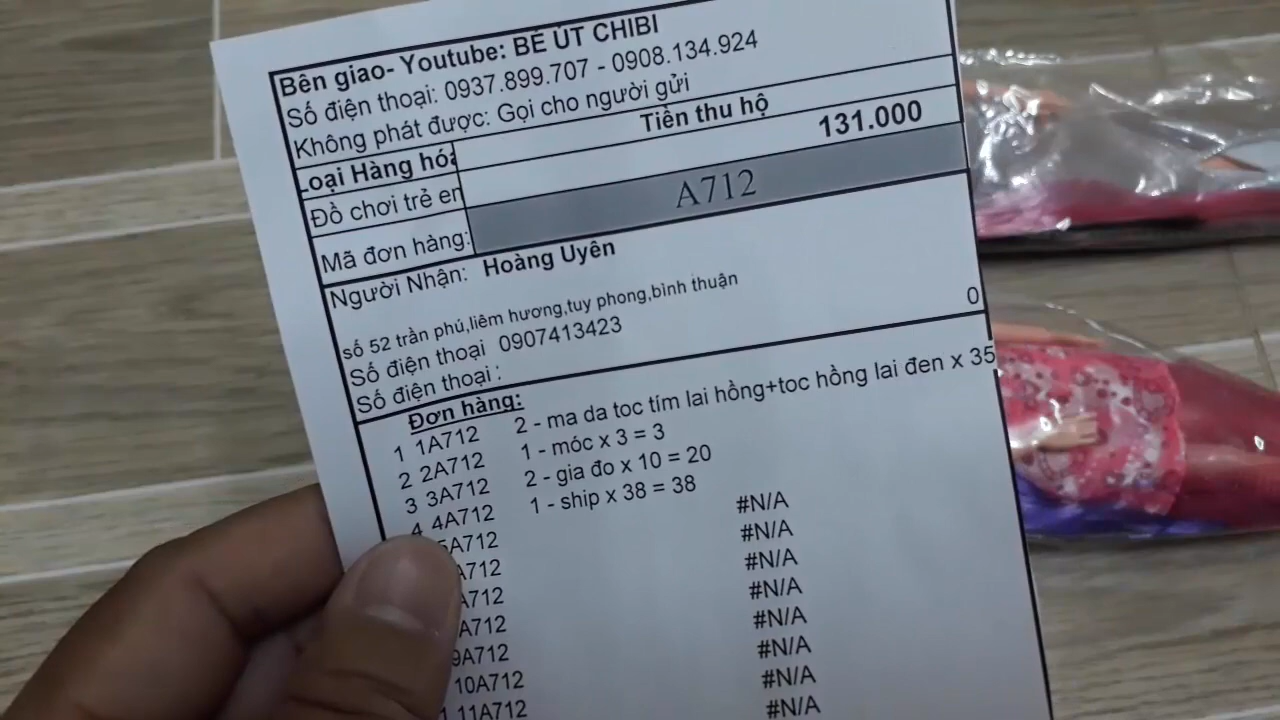 Bên giao- Youtube: BÉ ÚT CHIBI
Số điện thoại: 0937.899.707 - 0908.134.924
Không phát được: Gọi cho người gửi
Loại Hàng hóa
Tiền thu hộ
Đồ chơi trẻ em
131.000
Mã đơn hàng:
A712
Người Nhận: Hoàng Uyên
số 52 trần phú,liêm hương,tuy phong,bình thuận
Số điện thoại 0907413423
0
Số điện thoại :
Đơn hàng:
1 1A712 2 - ma da toc tím lai hồng+toc hồng lai đen x 35
2 2A712 1 - móc x 3 = 3
3 3A712 2 - gia đo x 10 = 20
4 4A712 1 - ship x 38 = 38
A712 #N/A
A712 #N/A
A712 #N/A
A712 #N/A
9A712 #N/A
10A712 #N/A
11A712 #N/A
#N/A